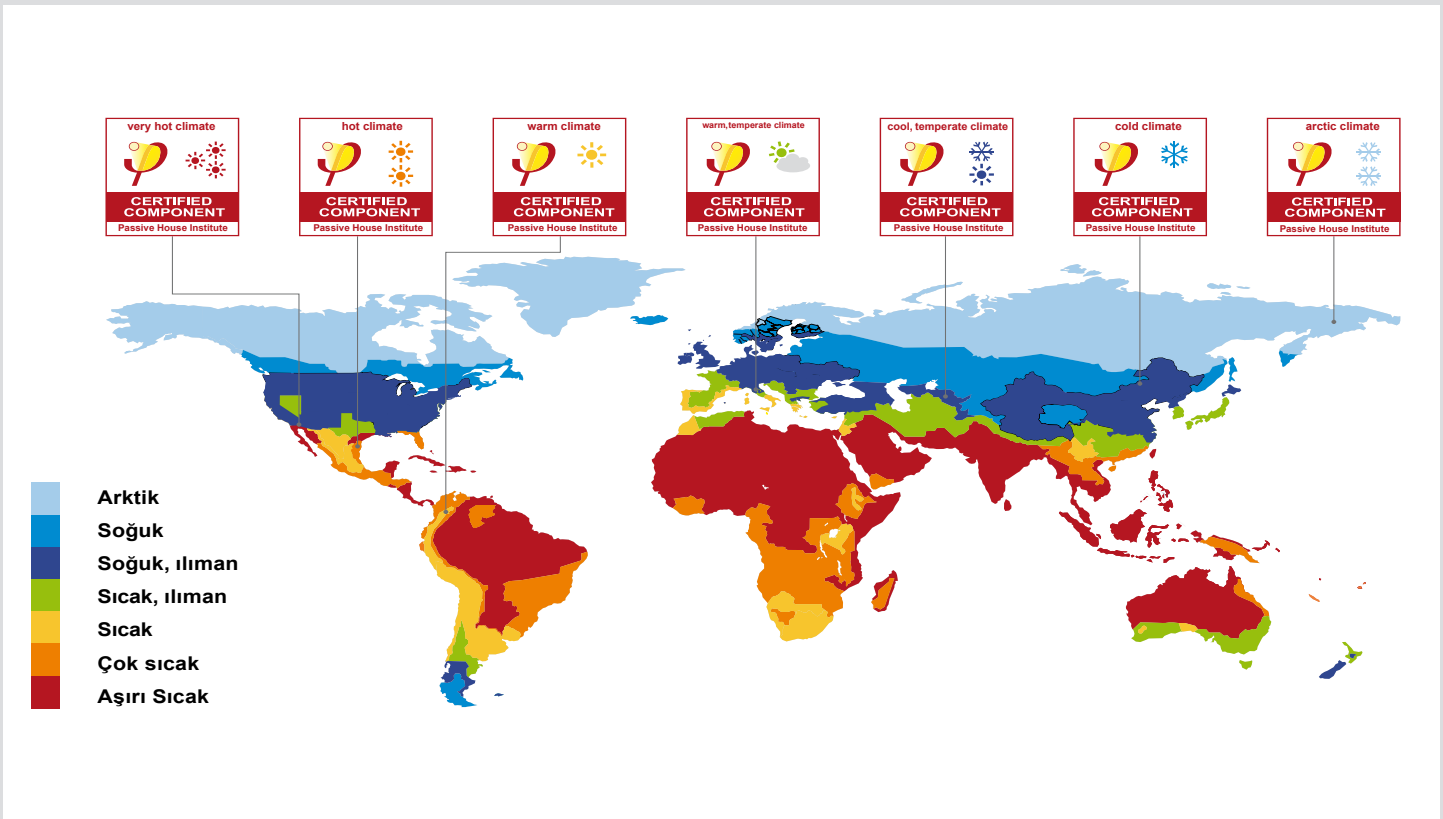 very hot climate
CERTIFIED
COMPONENT
Passive House Institute
hot climate
CERTIFIED
COMPONENT
Passive House Institute
warm climate
CERTIFIED
COMPONENT
Passive House Institute
warm,temperate climate
CERTIFIED
COMPONENT
Passive House Institute
cool, temperate climate
CERTIFIED
COMPONENT
Passive House Institute
cold climate
CERTIFIED
COMPONENT
Passive House Institute
arctic climate
CERTIFIED
COMPONENT
Passive House Institute
Arktik
Soğuk
Soğuk, ılıman
Sıcak, ılıman
Sıcak
Çok sıcak
Aşırı Sıcak